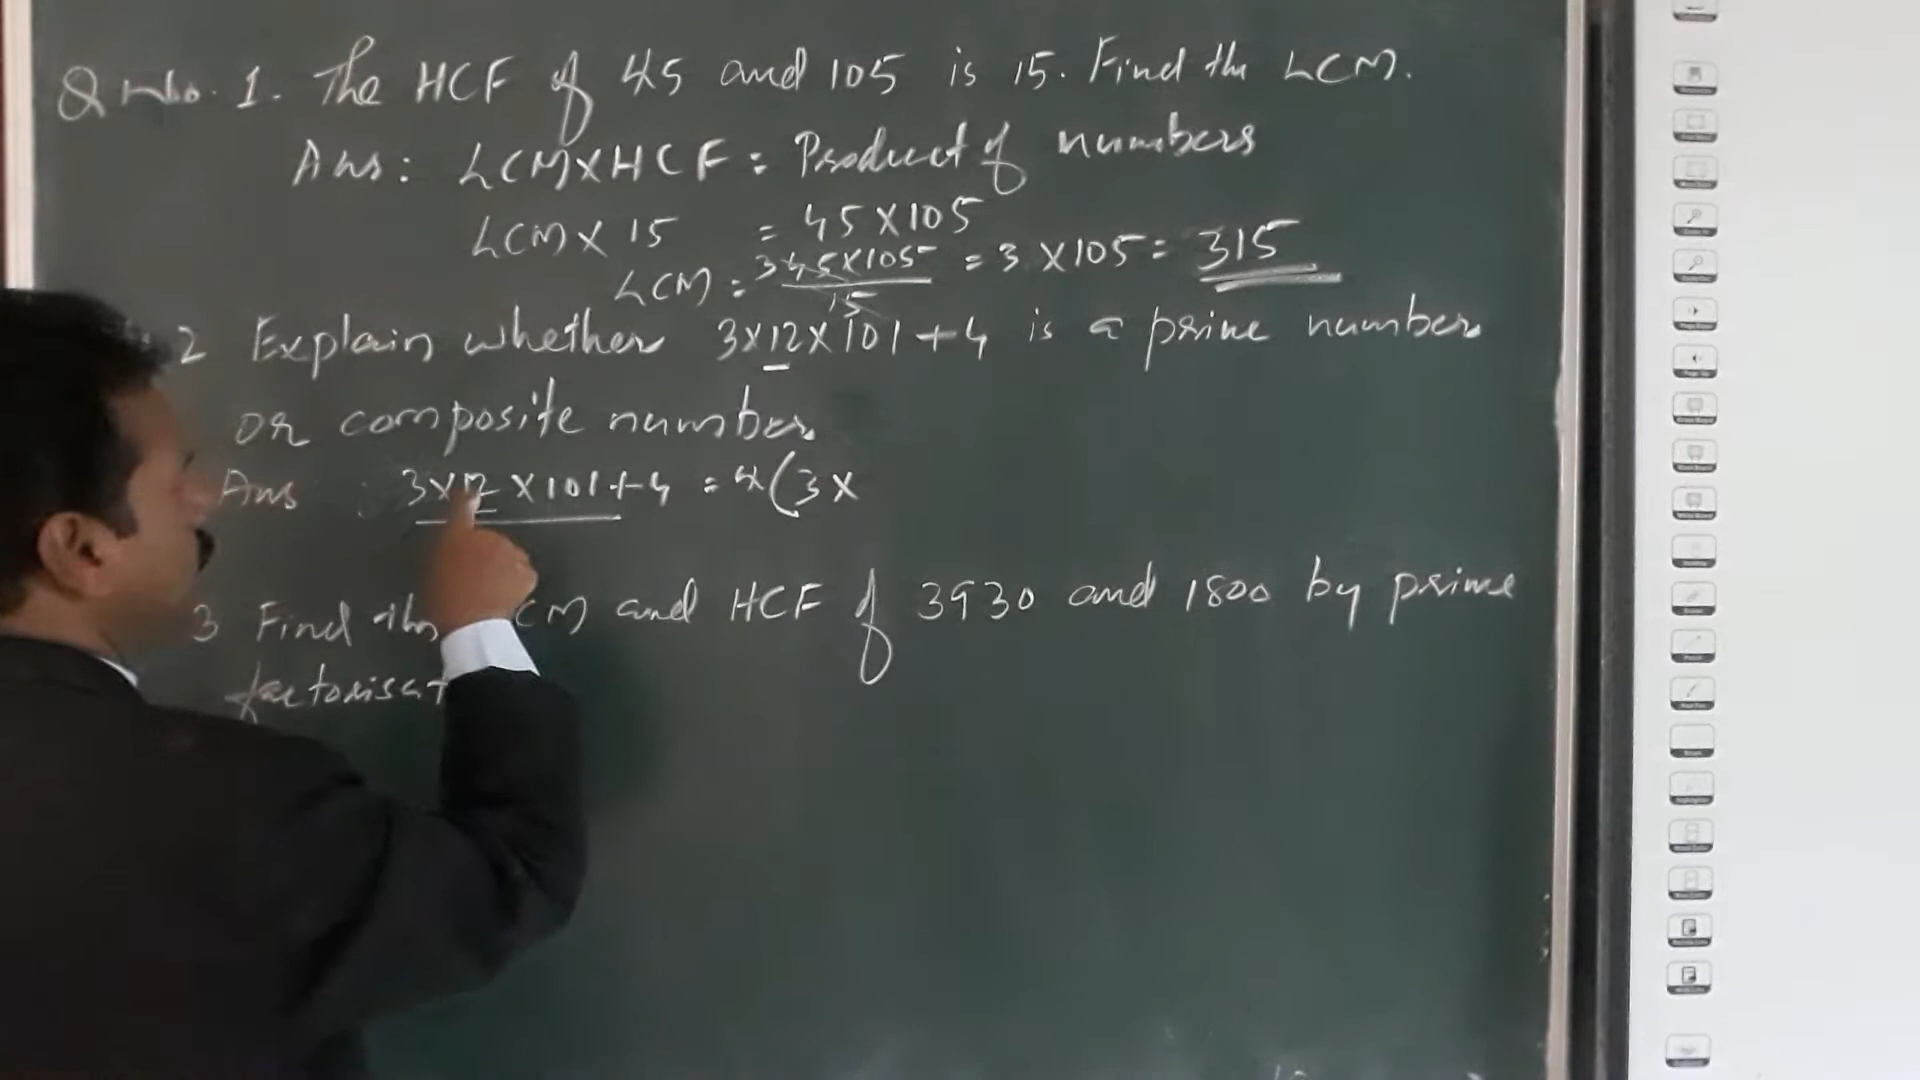 Q No. 1. The HCF of 45 and 105 is 15. Find the LCM.
Ans: LCM×HCF = Product of numbers
LCM × 15 = 45×105
LCM = 3 45×105 / 15 = 3 ×105 = 315
2 Explain whether 3×12×101+4 is a prime number
or composite number
Ans : 3×12×101+4 = 4(3×
3 Find the CM and HCF of 3930 and 1800 by prime
factorisat